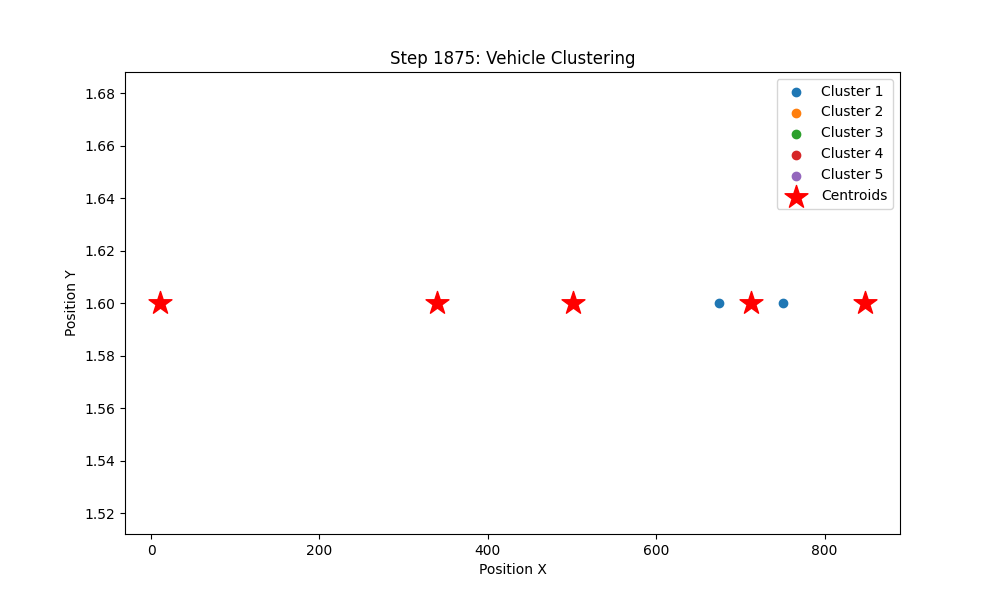 Step 1875: Vehicle Clustering
Cluster 1
Cluster 2
Cluster 3
Cluster 4
Cluster 5
Centroids
Position Y
1.68
1.66
1.64
1.62
1.60
1.58
1.56
1.54
1.52
0 200 400 600 800
Position X